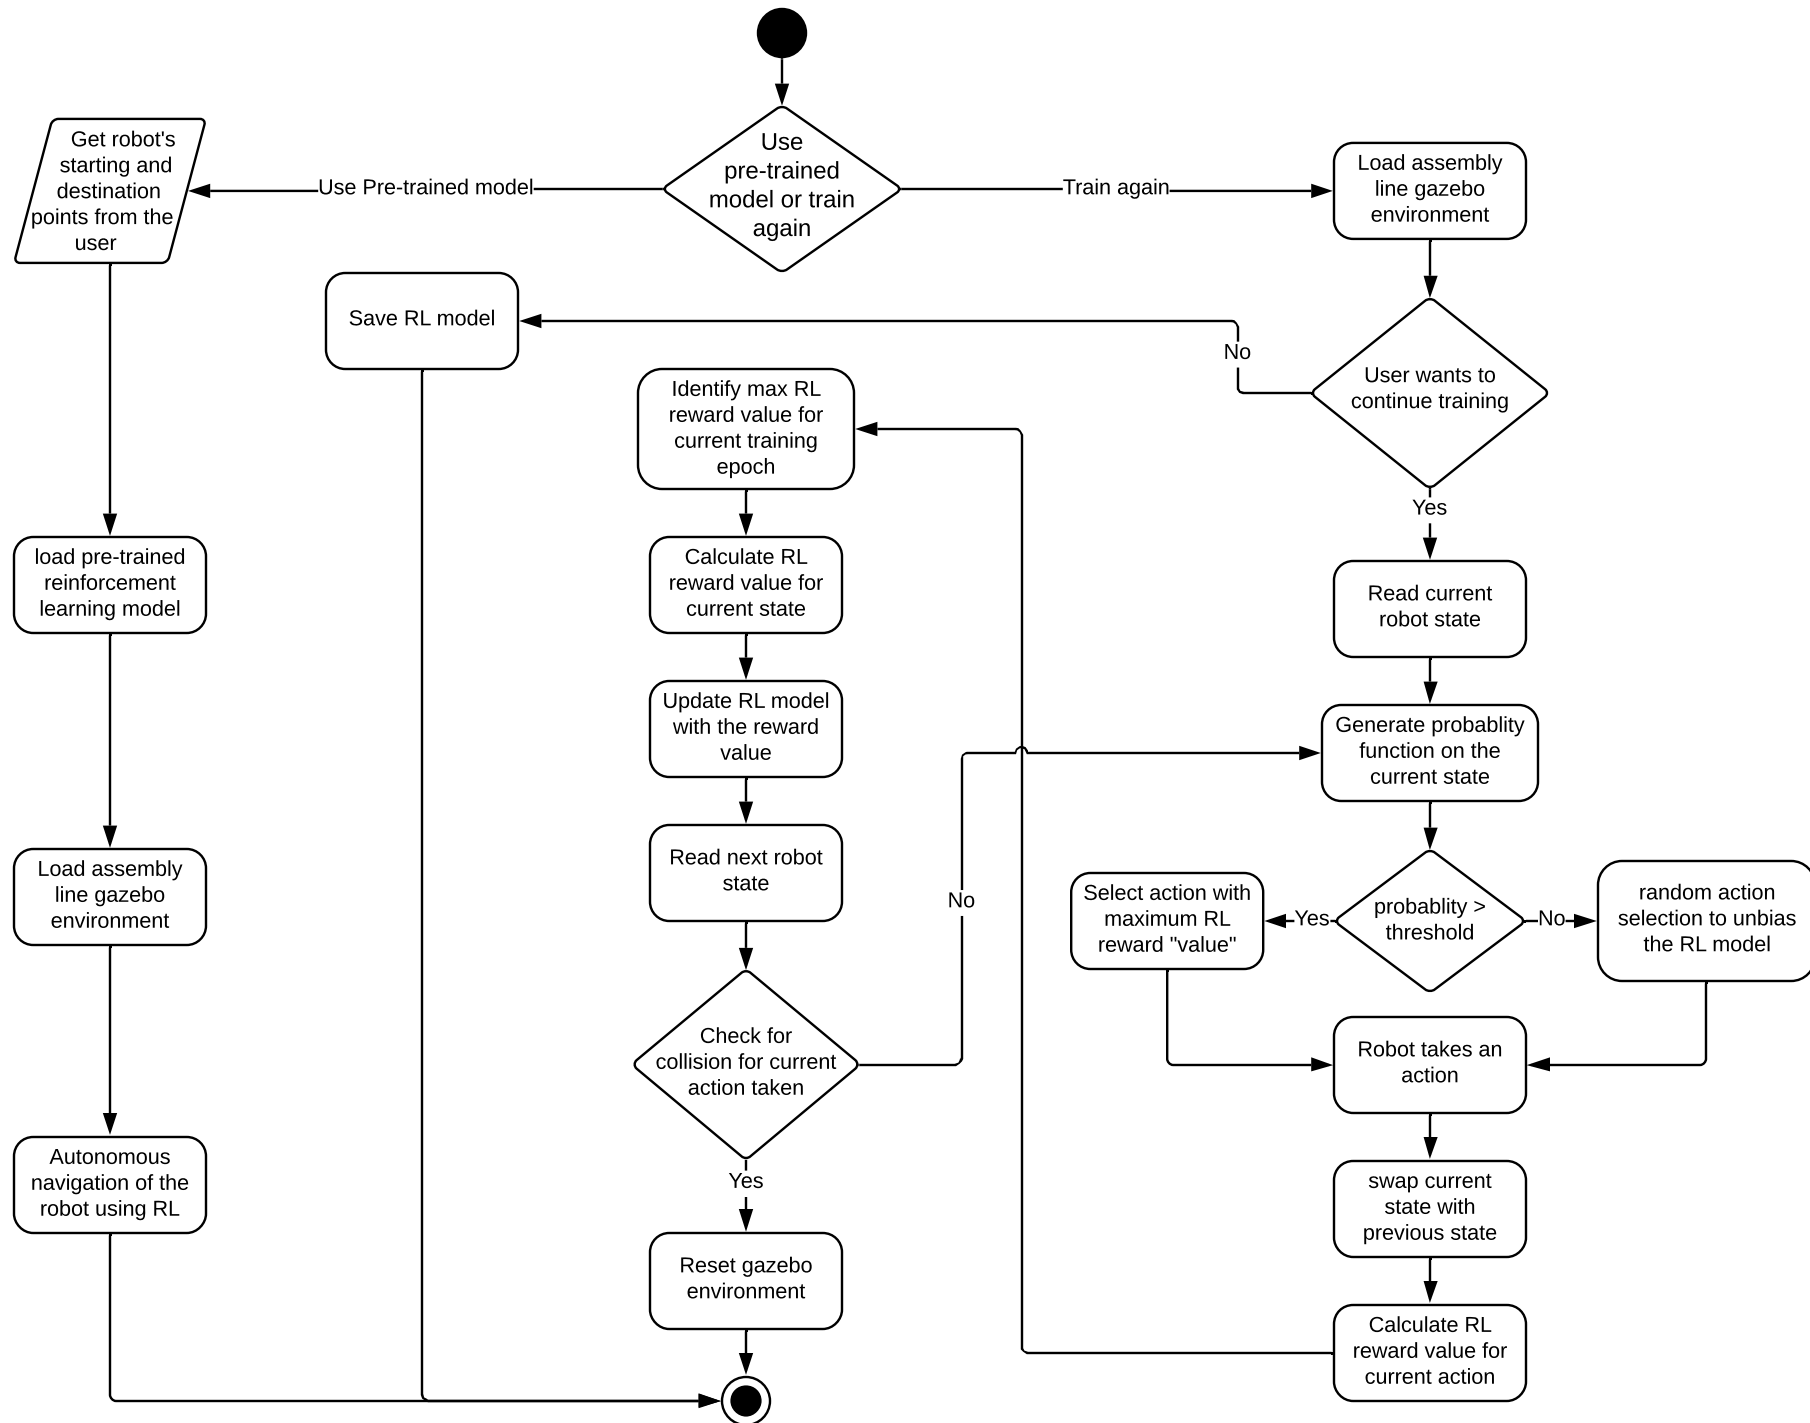 Use
pre-trained
model or train
again
Use Pre-trained model
Train again
Get robot's
starting and
destination
points from the
user
load pre-trained
reinforcement
learning model
Load assembly
line gazebo
environment
Autonomous
navigation of the
robot using RL
Save RL model
Identify max RL
reward value for
current training
epoch
Calculate RL
reward value for
current state
Update RL model
with the reward
value
Read next robot
state
Check for
collision for current
action taken
No
Yes
Reset gazebo
environment
Load assembly
line gazebo
environment
User wants to
continue training
No
Yes
Read current
robot state
Generate probablity
function on the
current state
probablity >
threshold
Yes
No
Select action with
maximum RL
reward "value"
random action
selection to unbias
the RL model
Robot takes an
action
swap current
state with
previous state
Calculate RL
reward value for
current action